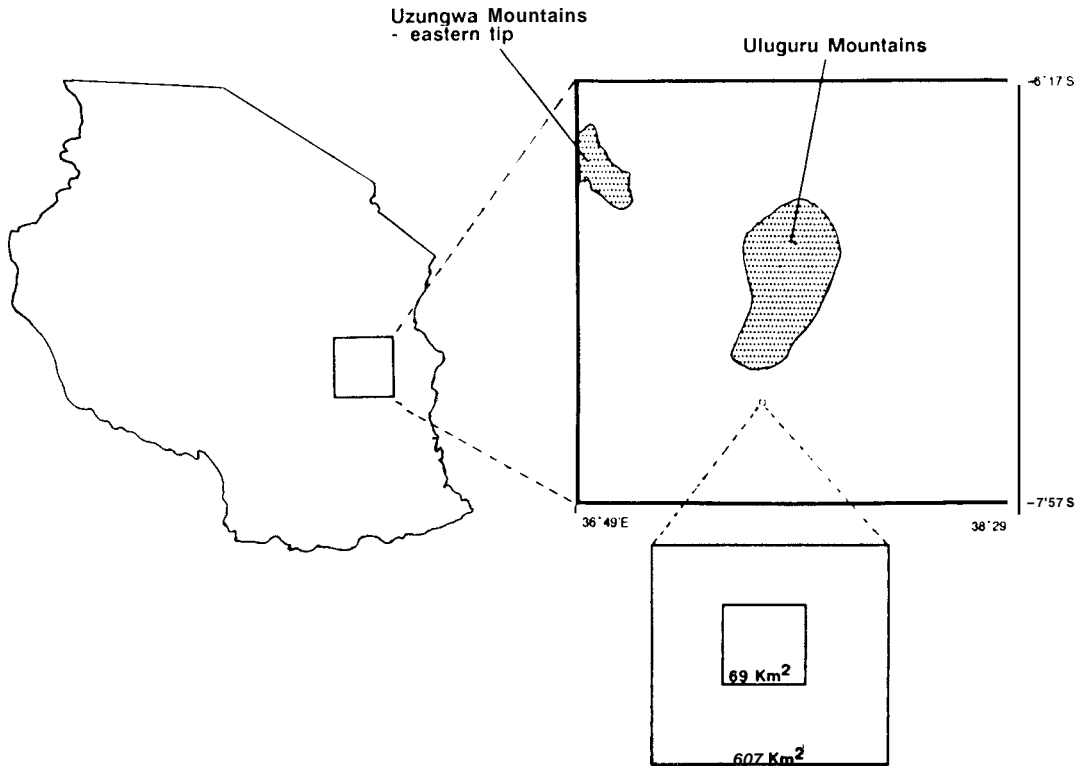 Uzungwa Mountains
- eastern tip
Uluguru Mountains
-6°17'S
-7°57'S
36°49'E
38°29
69 Km²
607 Km²